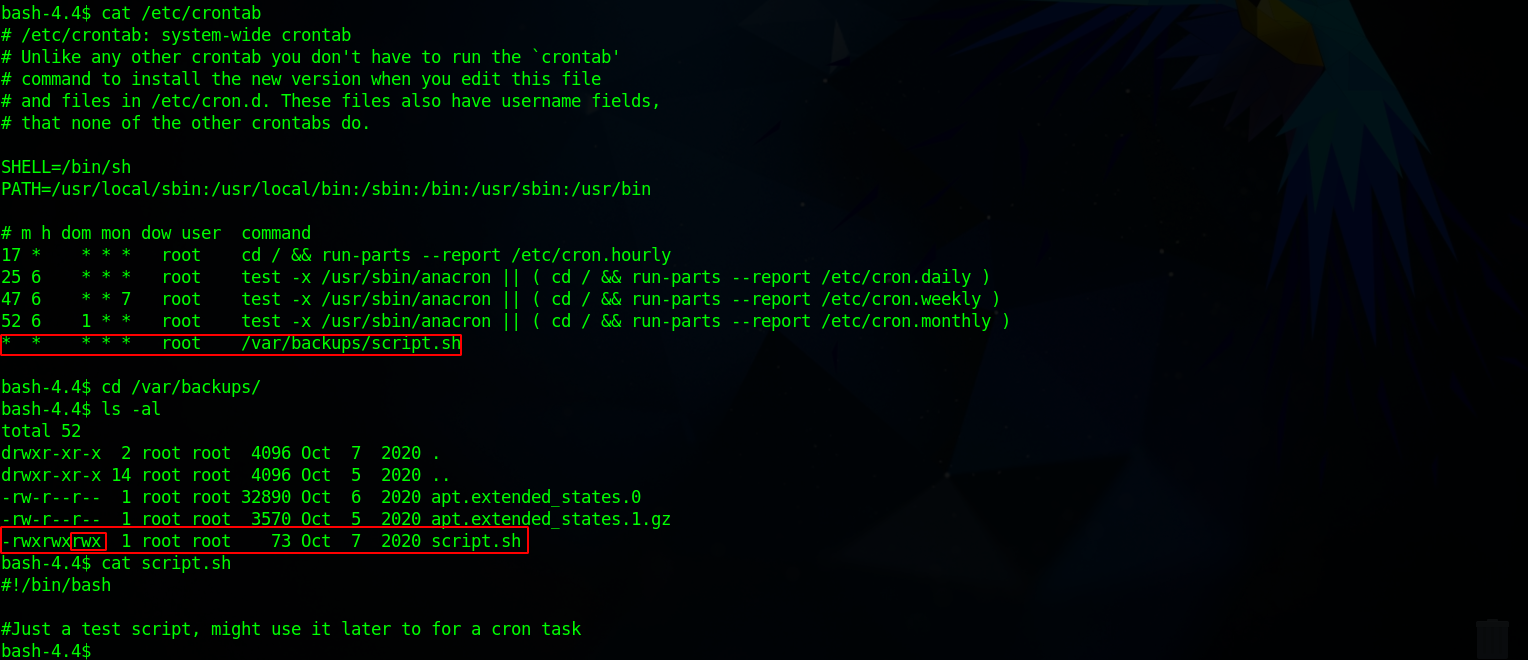 bash-4.4$ cat /etc/crontab
# /etc/crontab: system-wide crontab
# Unlike any other crontab you don't have to run the `crontab'
# command to install the new version when you edit this file
# and files in /etc/cron.d. These files also have username fields,
# that none of the other crontabs do.

SHELL=/bin/sh
PATH=/usr/local/sbin:/usr/local/bin:/sbin:/bin:/usr/sbin:/usr/bin

# m h dom mon dow user  command
17 *    * * *   root    cd / && run-parts --report /etc/cron.hourly
25 6    * * *   root    test -x /usr/sbin/anacron || ( cd / && run-parts --report /etc/cron.daily )
47 6    * * 7   root    test -x /usr/sbin/anacron || ( cd / && run-parts --report /etc/cron.weekly )
52 6    1 * *   root    test -x /usr/sbin/anacron || ( cd / && run-parts --report /etc/cron.monthly )
*  *    * * *   root    /var/backups/script.sh

bash-4.4$ cd /var/backups/
bash-4.4$ ls -al
total 52
drwxr-xr-x  2 root root  4096 Oct  7  2020 .
drwxr-xr-x 14 root root  4096 Oct  5  2020 ..
-rw-r--r--  1 root root 32890 Oct  6  2020 apt.extended_states.0
-rw-r--r--  1 root root  3570 Oct  5  2020 apt.extended_states.1.gz
-rwxrwxrwx  1 root root    73 Oct  7  2020 script.sh
bash-4.4$ cat script.sh
#!/bin/bash

#Just a test script, might use it later to for a cron task
bash-4.4$